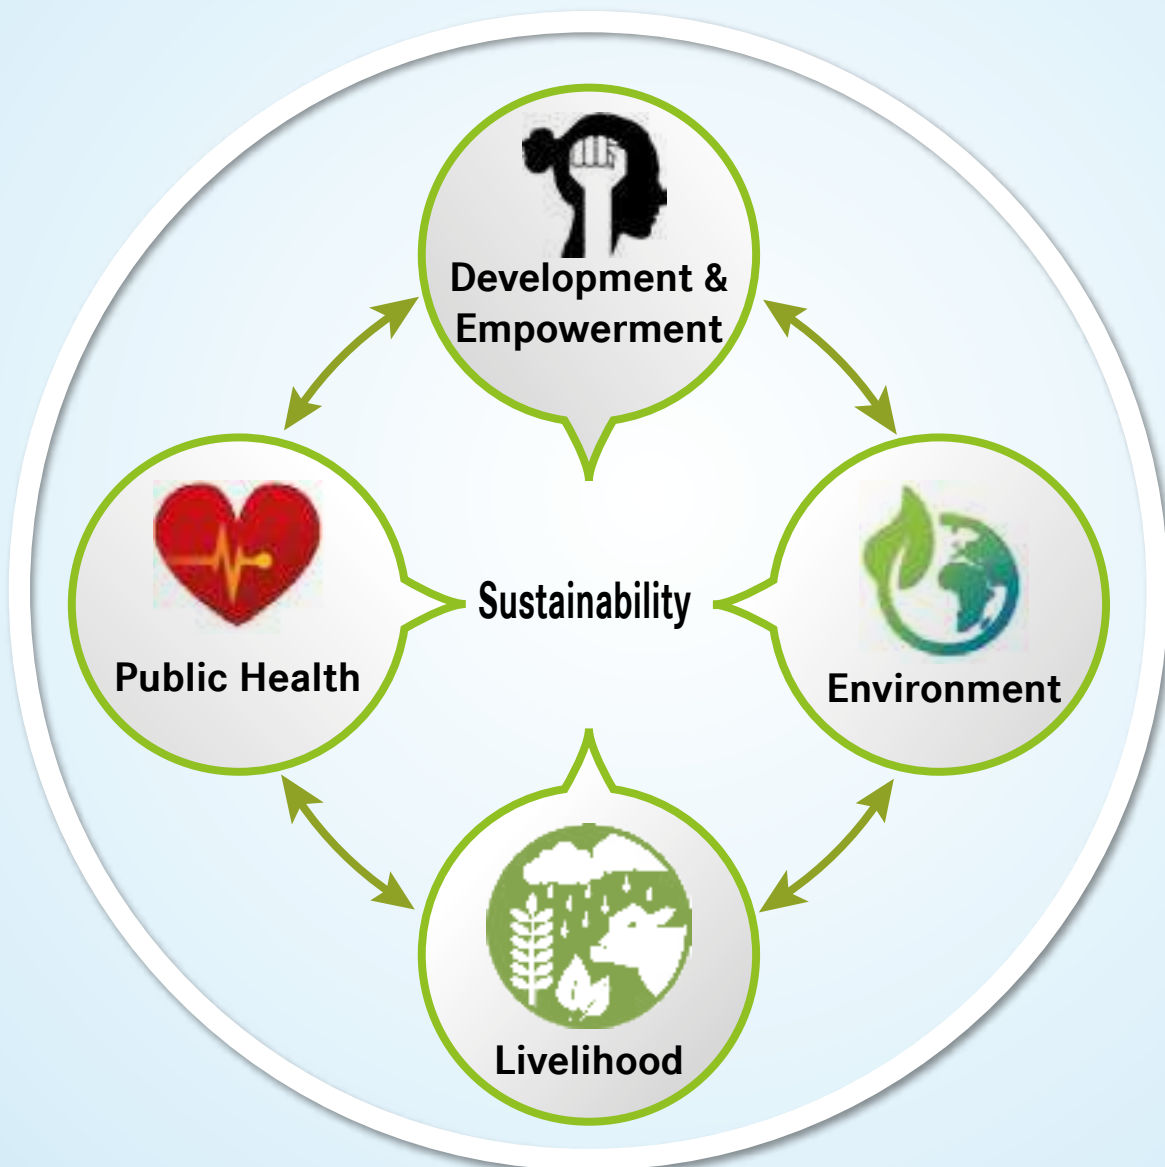 Development &
Empowerment
Public Health
Sustainability
Environment
Livelihood